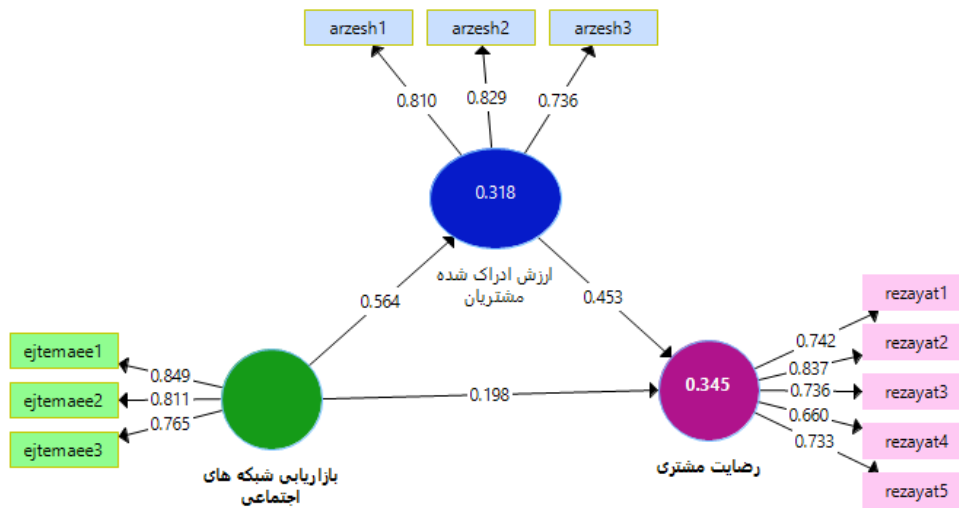 arzesh1
arzesh2
arzesh3
0.810
0.829
0.736
0.318
ارزش ادراک شده
مشتریان
0.564
0.453
ejtemaee1
ejtemaee2
ejtemaee3
0.849
0.811
0.765
بازاریابی شبکه های
اجتماعی
0.198
0.345
رضایت مشتری
0.742
0.837
0.736
0.660
0.733
rezayat1
rezayat2
rezayat3
rezayat4
rezayat5